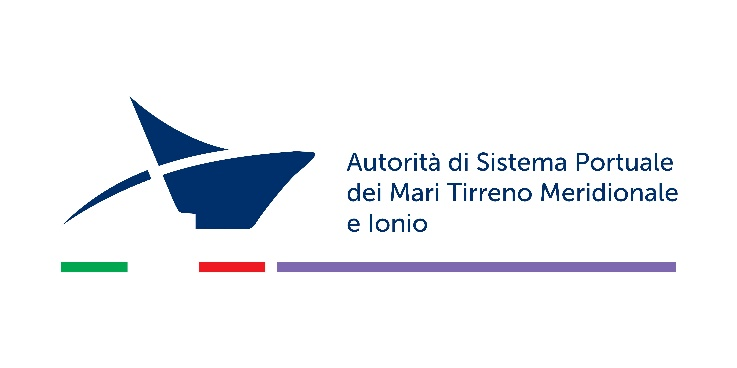 Autorità di Sistema Portuale
dei Mari Tirreno Meridionale
e Ionio